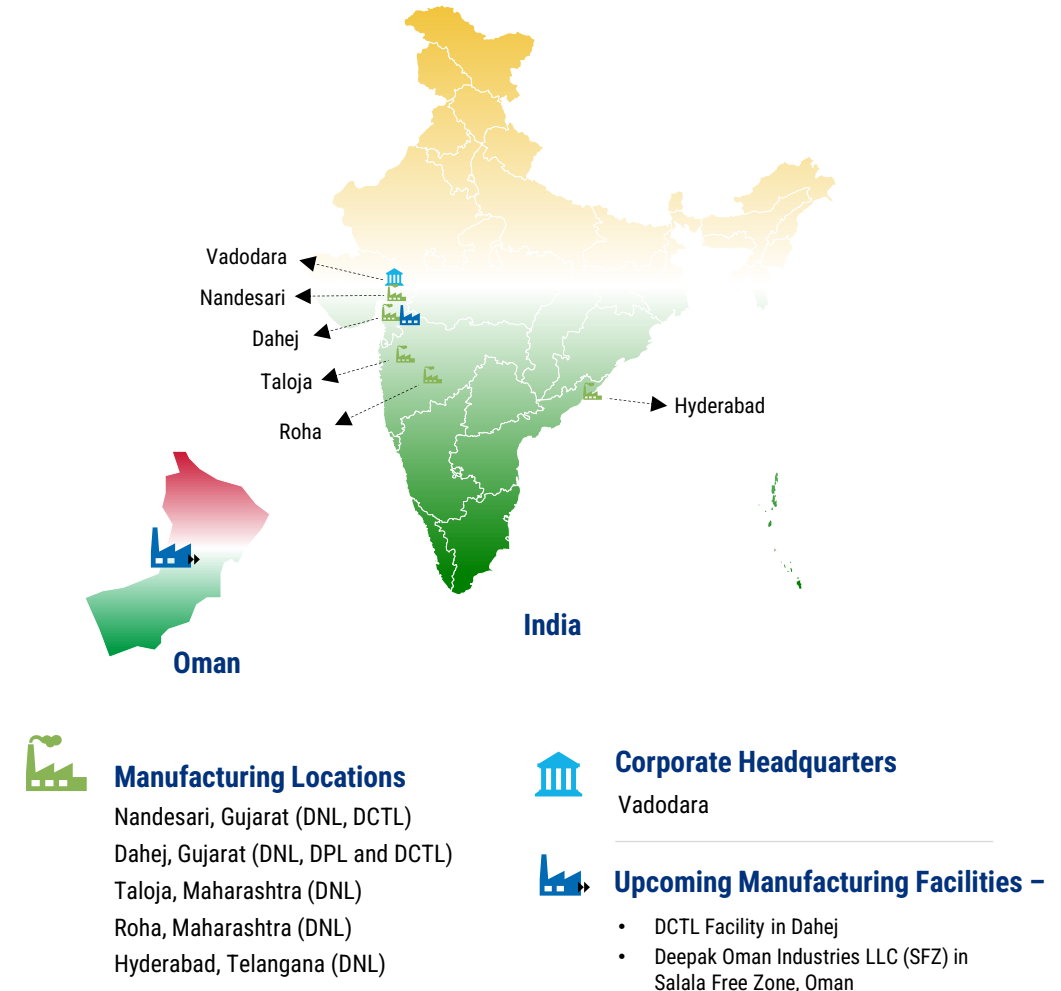 Vadodara
Nandesari
Dahej
Taloja
Roha
Hyderabad
India
Oman
Manufacturing Locations
Nandesari, Gujarat (DNL, DCTL)
Dahej, Gujarat (DNL, DPL and DCTL)
Taloja, Maharashtra (DNL)
Roha, Maharashtra (DNL)
Hyderabad, Telangana (DNL)
Corporate Headquarters
Vadodara
Upcoming Manufacturing Facilities –
• DCTL Facility in Dahej
• Deepak Oman Industries LLC (SFZ) in
Salala Free Zone, Oman